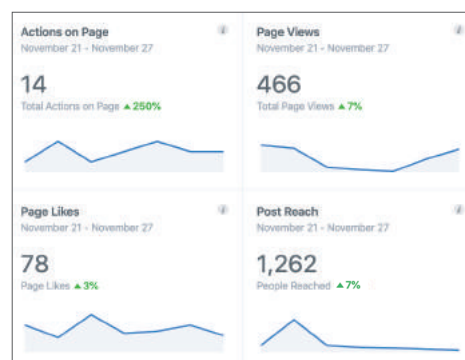 Actions on Page
November 21 - November 27
14
Total Actions on Page ▲250%
Page Views
November 21 - November 27
466
Total Page Views ▲7%
Page Likes
November 21 - November 27
78
Page Likes ▲3%
Post Reach
November 21 - November 27
1,262
People Reached ▲7%